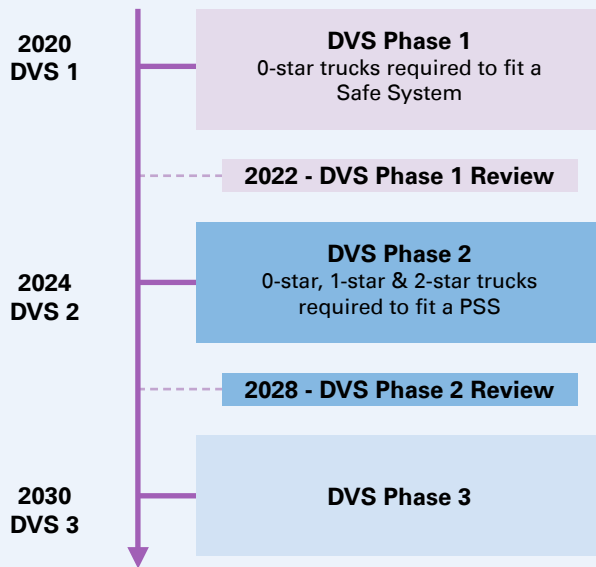 2020
DVS 1
DVS Phase 1
0-star trucks required to fit a
Safe System
2022 - DVS Phase 1 Review
2024
DVS 2
DVS Phase 2
0-star, 1-star & 2-star trucks
required to fit a PSS
2028 - DVS Phase 2 Review
2030
DVS 3
DVS Phase 3